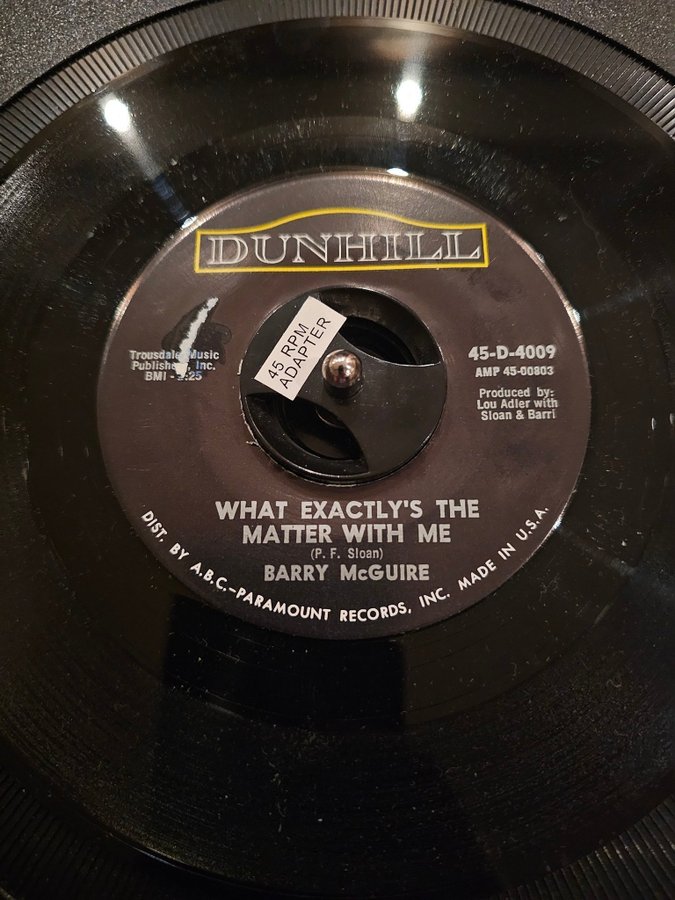 DUNHILL
45 RPM
ADAPTER
Trousdale Music
Publishers, Inc.
BMI - :25
45-D-4009
AMP 45-00803
Produced by:
Lou Adler with
Sloan & Barri
WHAT EXACTLY'S THE
MATTER WITH ME
(P. F. Sloan)
BARRY McGUIRE
DIST. BY A.B.C.-PARAMOUNT RECORDS, INC. MADE IN U.S.A.